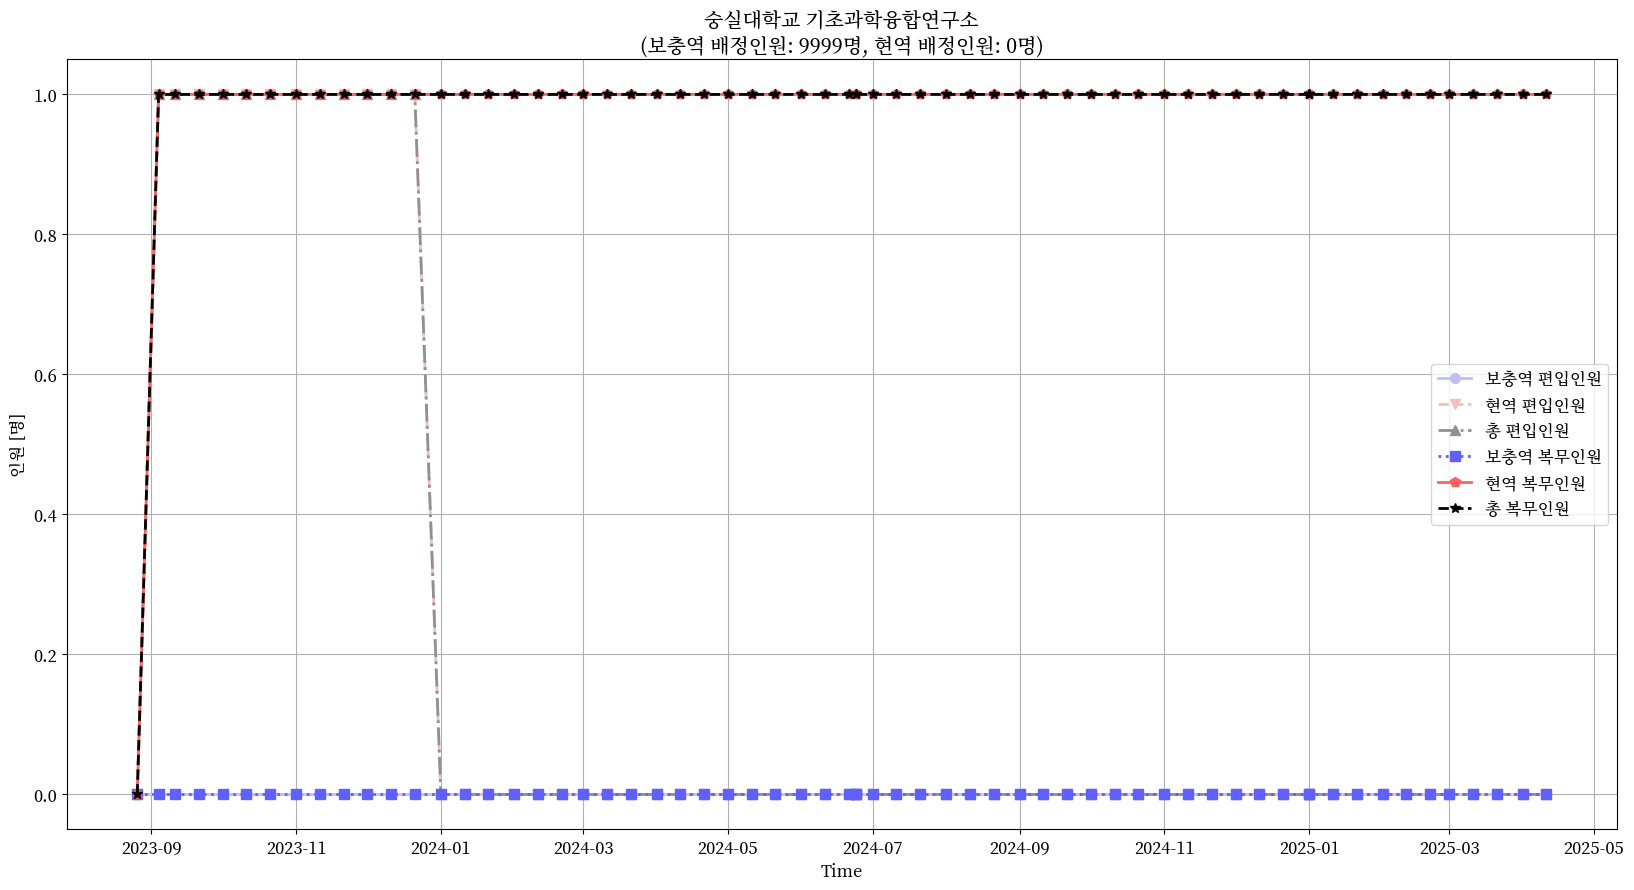 숭실대학교 기초과학융합연구소
(보충역 배정인원: 9999명, 현역 배정인원: 0명)
1.0
0.8
0.6
0.4
0.2
0.0
인원 [명]
보충역 편입인원
현역 편입인원
총 편입인원
보충역 복무인원
현역 복무인원
총 복무인원
2023-09
2023-11
2024-01
2024-03
2024-05
2024-07
2024-09
2024-11
2025-01
2025-03
2025-05
Time